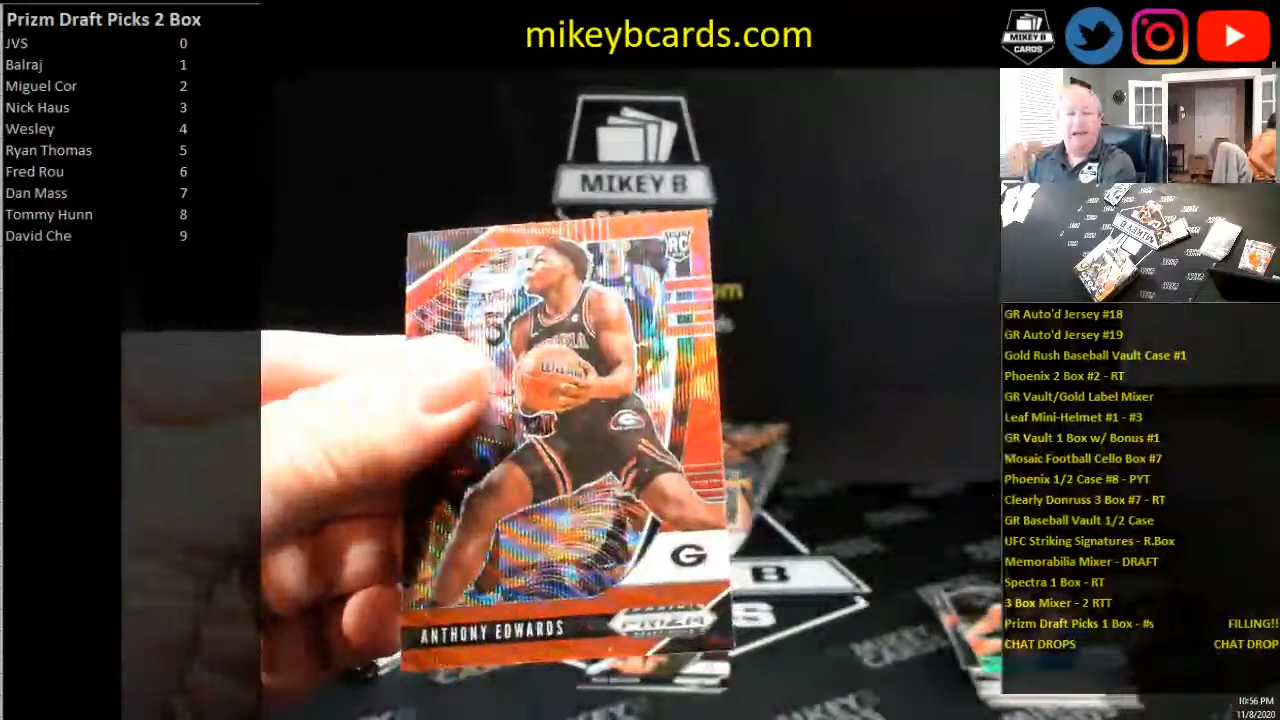 Prizm Draft Picks 2 Box
JVS 0
Balraj 1
Miguel Cor 2
Nick Haus 3
Wesley 4
Ryan Thomas 5
Fred Rou 6
Dan Mass 7
Tommy Hunn 8
David Che 9
mikeybcards.com
MIKEY B
CARDS
MIKEY B
RC
G
ANTHONY EDWARDS
PRIZM
B
GR Auto'd Jersey #18
GR Auto'd Jersey #19
Gold Rush Baseball Vault Case #1
Phoenix 2 Box #2 - RT
GR Vault/Gold Label Mixer
Leaf Mini-Helmet #1 - #3
GR Vault 1 Box w/ Bonus #1
Mosaic Football Cello Box #7
Phoenix 1/2 Case #8 - PYT
Clearly Donruss 3 Box #7 - RT
GR Baseball Vault 1/2 Case
UFC Striking Signatures - R.Box
Memorabilia Mixer - DRAFT
Spectra 1 Box - RT
3 Box Mixer - 2 RTT
Prizm Draft Picks 1 Box - #s FILLING!!
CHAT DROPS CHAT DROP
10:56 PM
11/8/2020